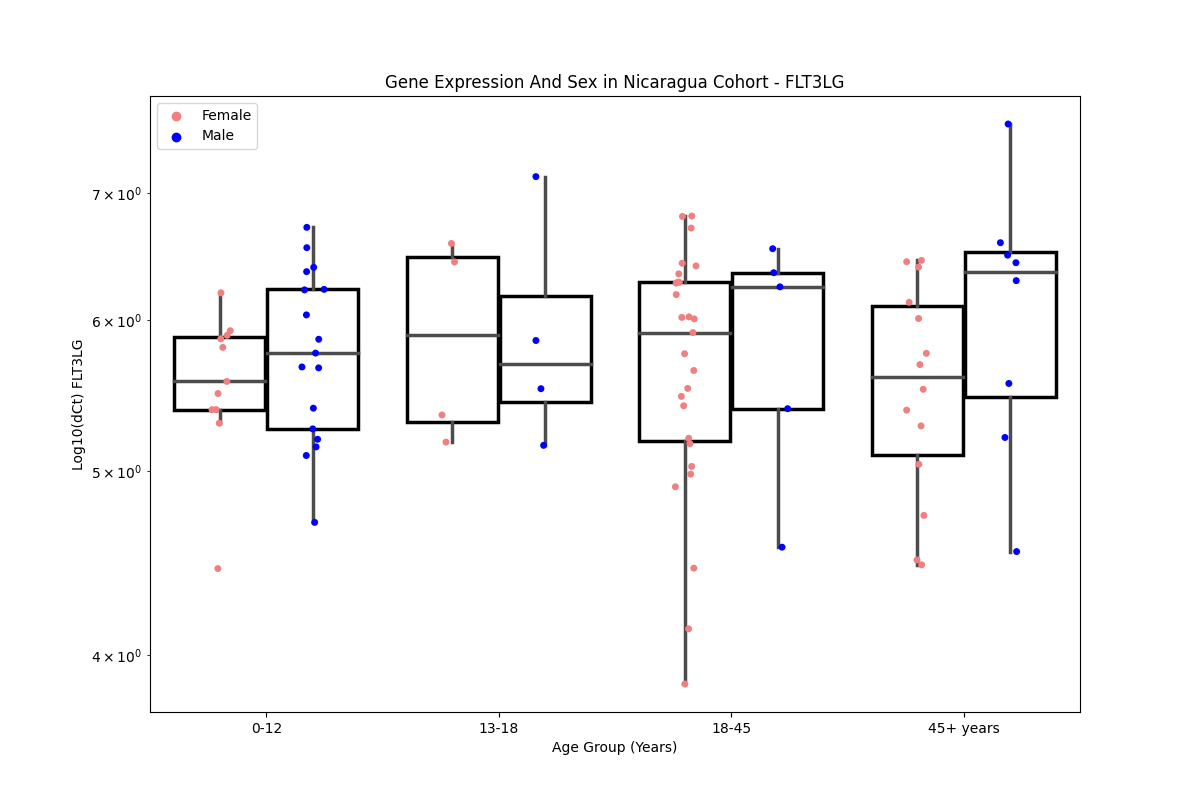 Gene Expression And Sex in Nicaragua Cohort - FLT3LG
Female
Male
Log10(dCt) FLT3LG
7 × 10⁰
6 × 10⁰
5 × 10⁰
4 × 10⁰
0-12
13-18
18-45
45+ years
Age Group (Years)